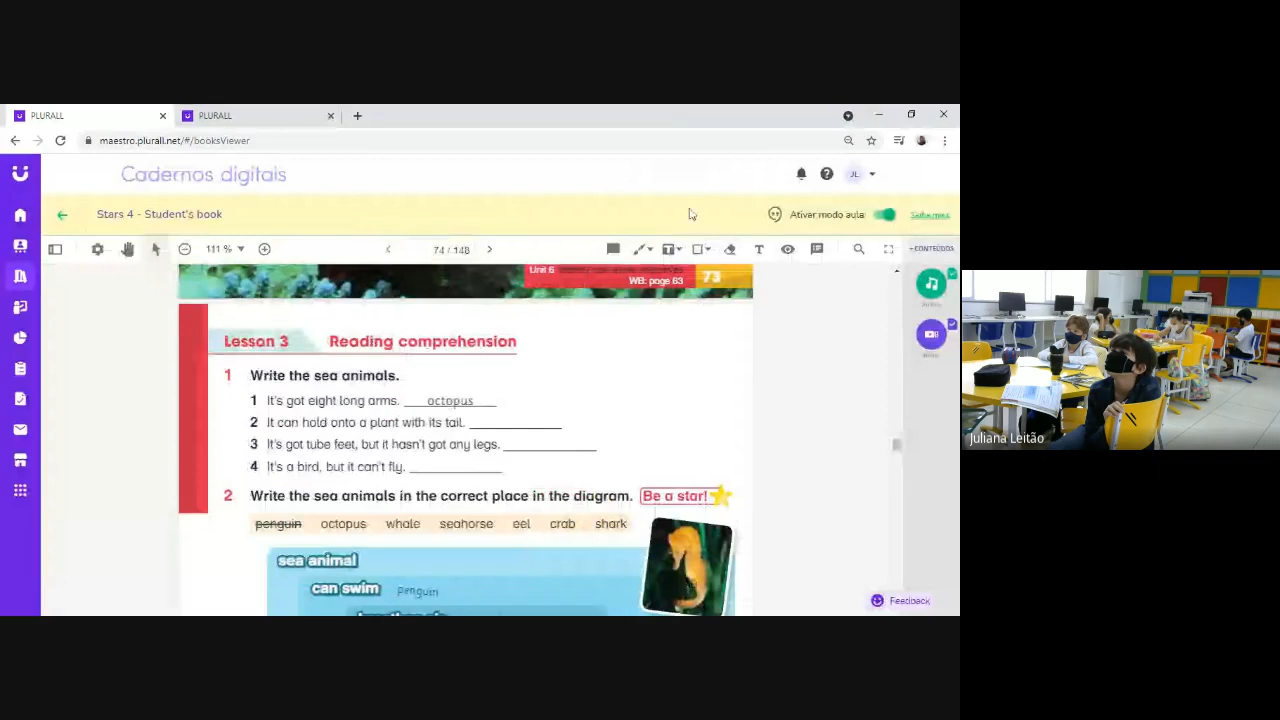 PLURALL
PLURALL
maestro.plurall.net/#/booksViewer
Cadernos digitais
JL
Stars 4 - Student's book
Ativar modo aula
Saiba mais
111 %
74 / 148
+ CONTEÚDOS
Unit 6
WB: page 63
73
Lesson 3 Reading comprehension
1 Write the sea animals.
1 It's got eight long arms. octopus
2 It can hold onto a plant with its tail.
3 It's got tube feet, but it hasn't got any legs.
4 It's a bird, but it can't fly.
2 Write the sea animals in the correct place in the diagram. Be a star!
penguin octopus whale seahorse eel crab shark
sea animal
can swim Penguin
Feedback
Juliana Leitão